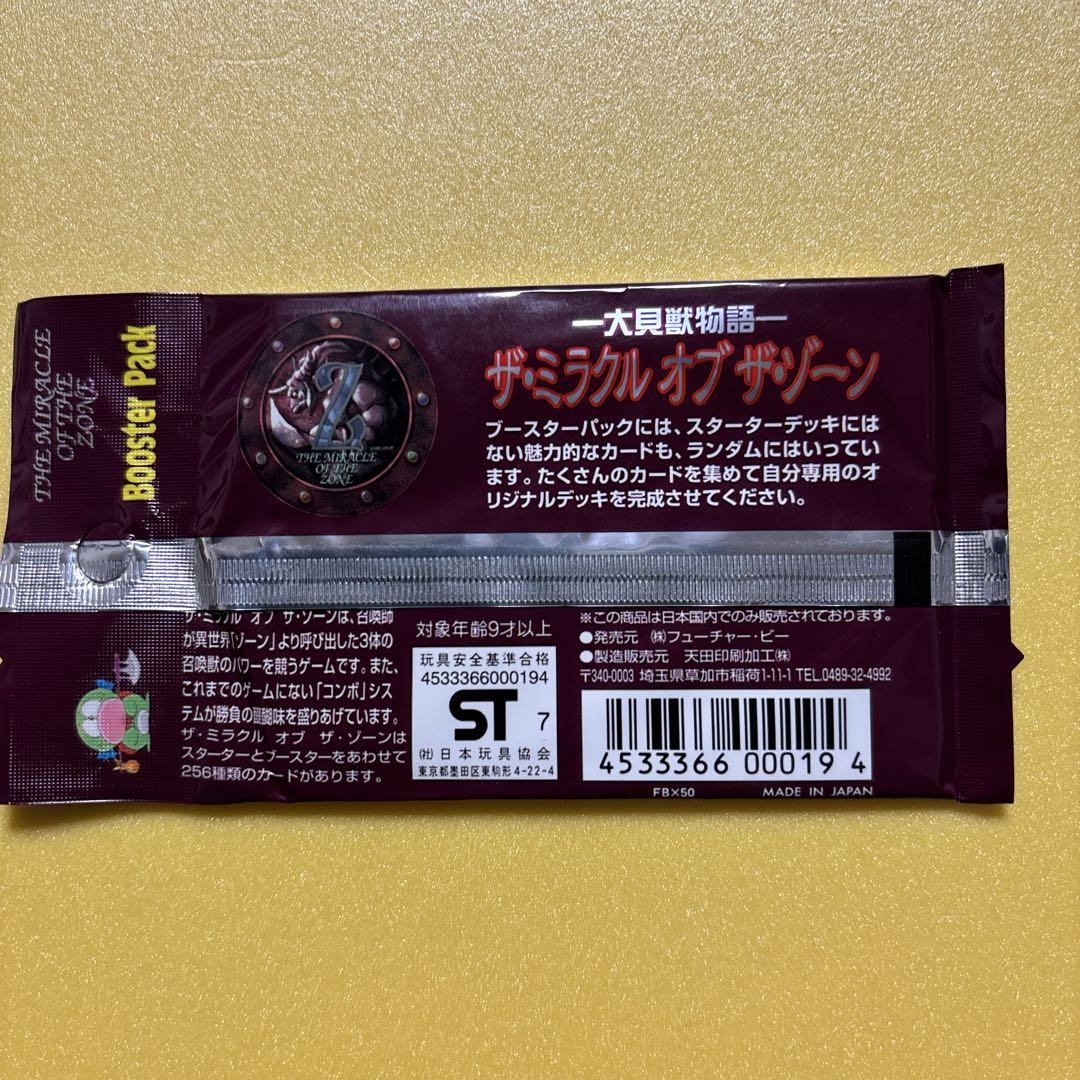 THE MIRACLE
OF THE
ZONE
Booster Pack
Z
THE MIRACLE
OF THE
ZONE
―大貝獣物語―
ザ・ミラクル オブ ザ・ゾーン
ブースターパックには、スターターデッキには
ない魅力的なカードも、ランダムにはいってい
ます。たくさんのカードを集めて自分専用のオ
リジナルデッキを完成させてください。
ザ・ミラクル オブ ザ・ゾーンは、召喚師
が異世界「ゾーン」より呼び出した3体の
召喚獣のパワーを競うゲームです。また、
これまでのゲームにない「コンボ」シス
テムが勝負の醍醐味を盛りあげています。
ザ・ミラクル オブ ザ・ゾーンは
スターターとブースターをあわせて
256種類のカードがあります。
対象年齢9才以上
玩具安全基準合格
4533366000194
ST 7
(社)日本玩具協会
東京都墨田区東駒形4-22-4
※この商品は日本国内でのみ販売されております。
●発売元 ㈱フューチャー・ビー
●製造販売元 天田印刷加工㈱
〒340-0003 埼玉県草加市稲荷1-11-1 TEL.0489-32-4992
4533366 000194
FB×50 MADE IN JAPAN